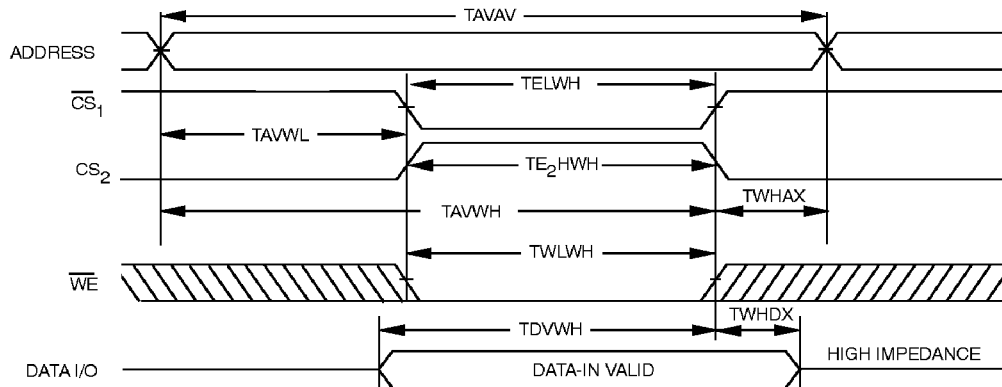 TAVAV
ADDRESS
TELWH
CS1
TAVWL
CS2
TE2HWH
TWHAX
TAVWH
TWLWH
WE
TWHDX
TDVWH
HIGH IMPEDANCE
DATA I/O
DATA-IN VALID